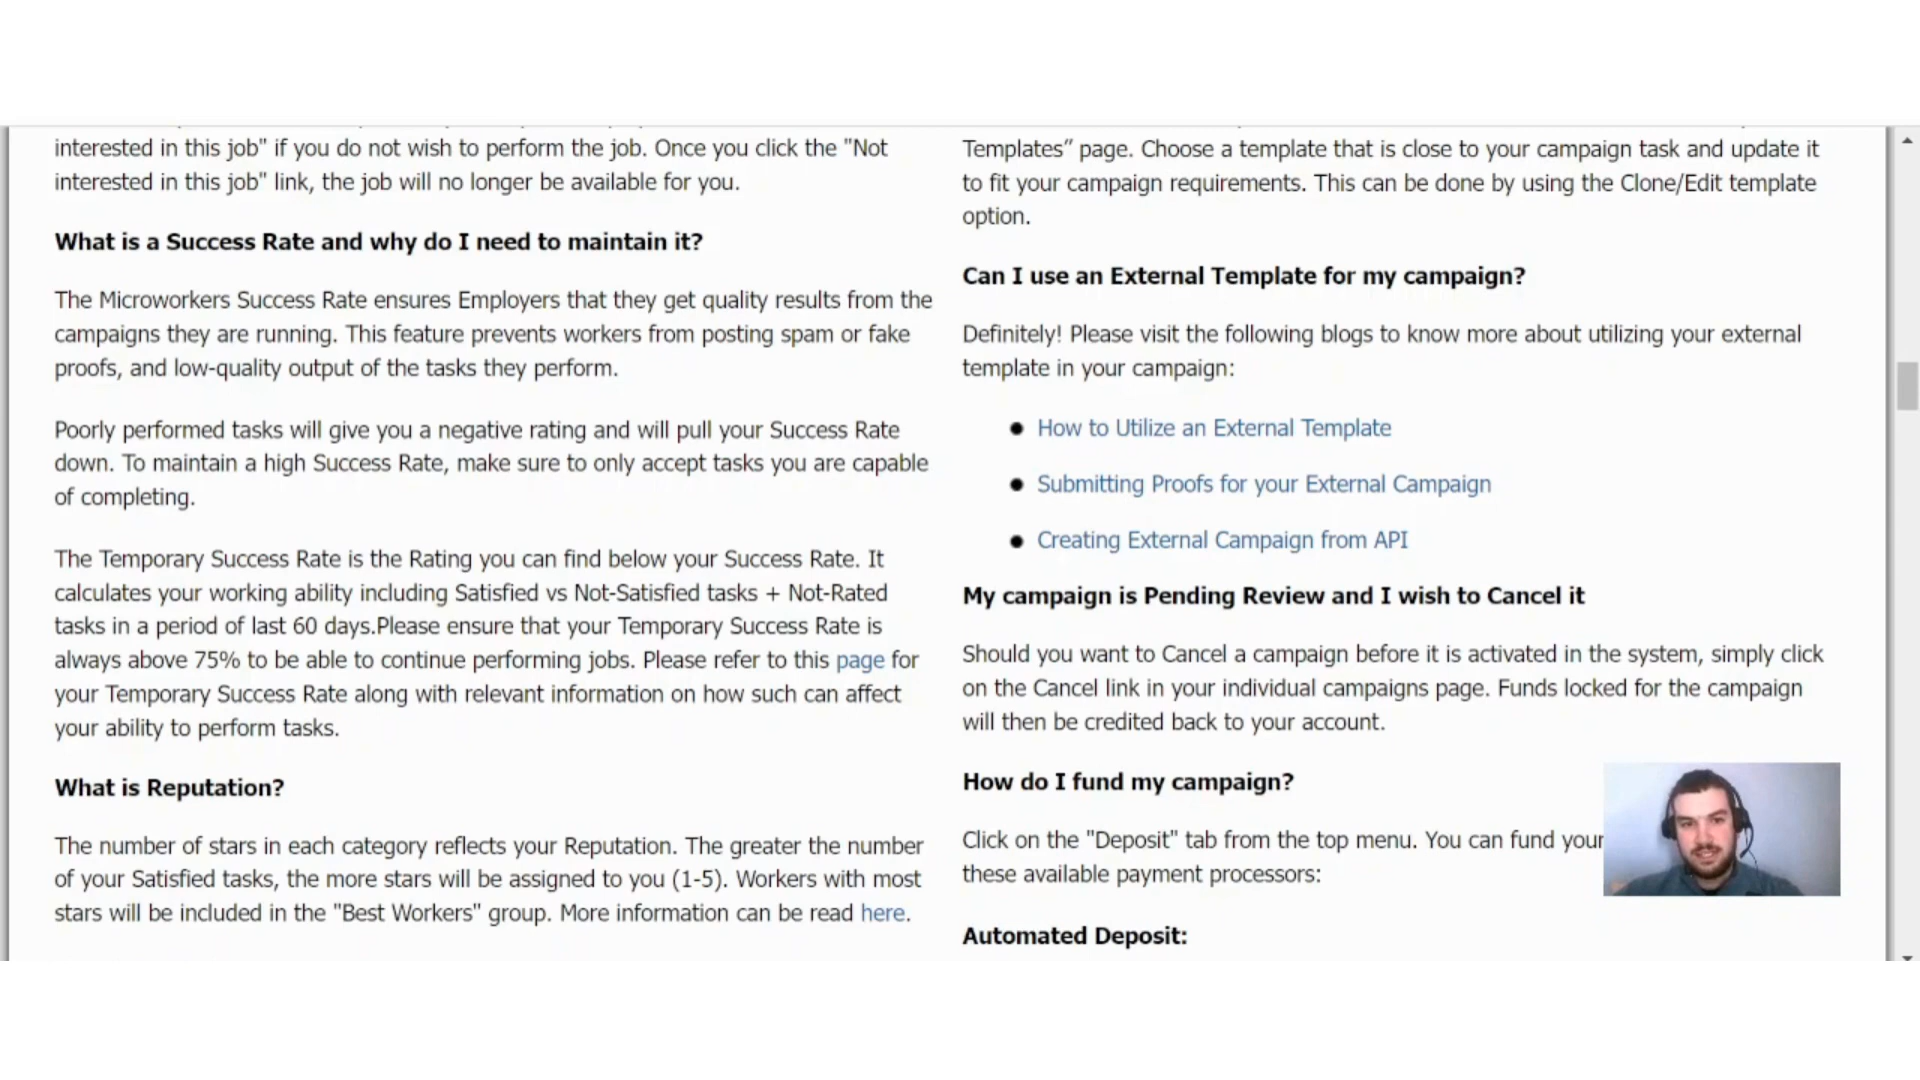 interested in this job" if you do not wish to perform the job. Once you click the "Not
interested in this job" link, the job will no longer be available for you.
What is a Success Rate and why do I need to maintain it?
The Microworkers Success Rate ensures Employers that they get quality results from the
campaigns they are running. This feature prevents workers from posting spam or fake
proofs, and low-quality output of the tasks they perform.
Poorly performed tasks will give you a negative rating and will pull your Success Rate
down. To maintain a high Success Rate, make sure to only accept tasks you are capable
of completing.
The Temporary Success Rate is the Rating you can find below your Success Rate. It
calculates your working ability including Satisfied vs Not-Satisfied tasks + Not-Rated
tasks in a period of last 60 days.Please ensure that your Temporary Success Rate is
always above 75% to be able to continue performing jobs. Please refer to this page for
your Temporary Success Rate along with relevant information on how such can affect
your ability to perform tasks.
What is Reputation?
The number of stars in each category reflects your Reputation. The greater the number
of your Satisfied tasks, the more stars will be assigned to you (1-5). Workers with most
stars will be included in the "Best Workers" group. More information can be read here.
Templates” page. Choose a template that is close to your campaign task and update it
to fit your campaign requirements. This can be done by using the Clone/Edit template
option.
Can I use an External Template for my campaign?
Definitely! Please visit the following blogs to know more about utilizing your external
template in your campaign:
● How to Utilize an External Template
● Submitting Proofs for your External Campaign
● Creating External Campaign from API
My campaign is Pending Review and I wish to Cancel it
Should you want to Cancel a campaign before it is activated in the system, simply click
on the Cancel link in your individual campaigns page. Funds locked for the campaign
will then be credited back to your account.
How do I fund my campaign?
Click on the "Deposit" tab from the top menu. You can fund your
these available payment processors:
Automated Deposit: